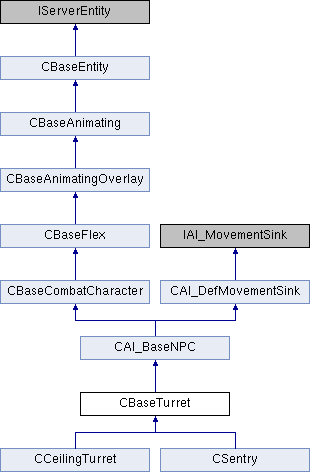 IServerEntity
CBaseEntity
CBaseAnimating
CBaseAnimatingOverlay
CBaseFlex
IAI_MovementSink
CBaseCombatCharacter
CAI_DefMovementSink
CAI_BaseNPC
CBaseTurret
CCeilingTurret
CSentry